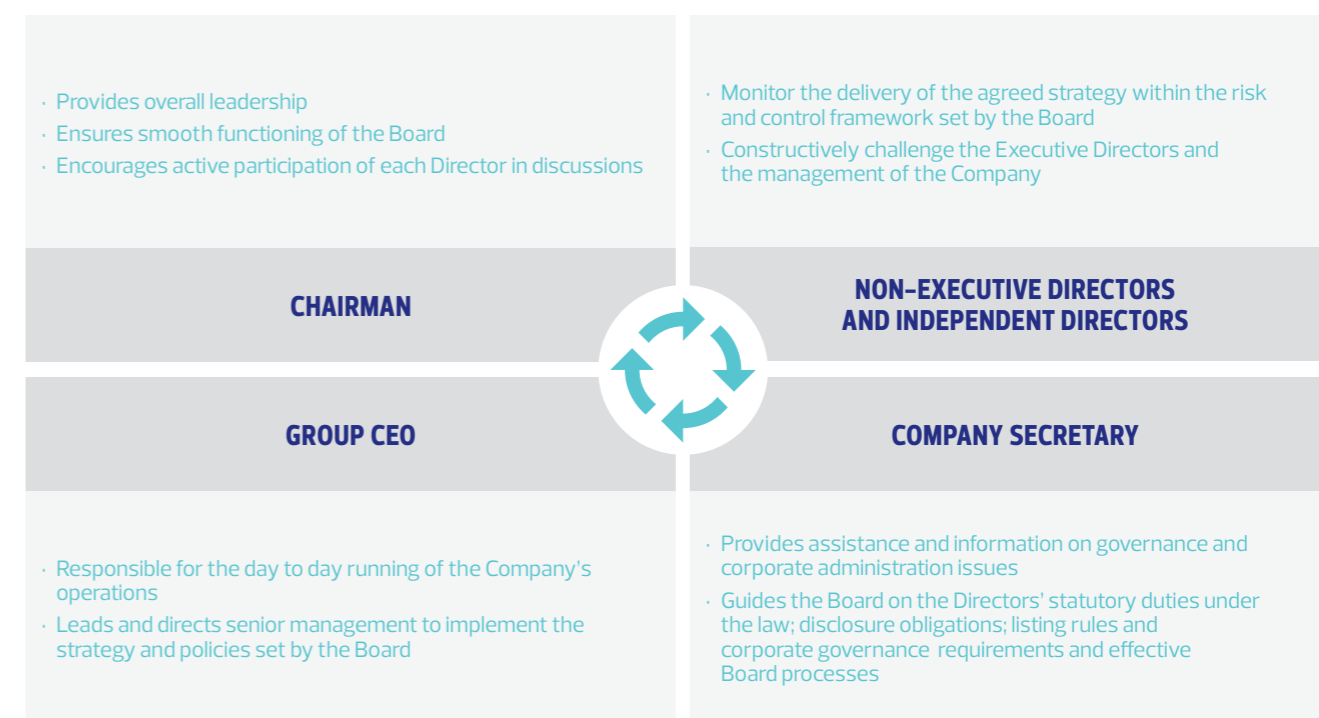 · Provides overall leadership
· Ensures smooth functioning of the Board
· Encourages active participation of each Director in discussions
CHAIRMAN
· Monitor the delivery of the agreed strategy within the risk
and control framework set by the Board
· Constructively challenge the Executive Directors and
the management of the Company
NON-EXECUTIVE DIRECTORS
AND INDEPENDENT DIRECTORS
GROUP CEO
· Responsible for the day to day running of the Company's
operations
· Leads and directs senior management to implement the
strategy and policies set by the Board
COMPANY SECRETARY
· Provides assistance and information on governance and
corporate administration issues
· Guides the Board on the Directors' statutory duties under
the law; disclosure obligations; listing rules and
corporate governance requirements and effective
Board processes